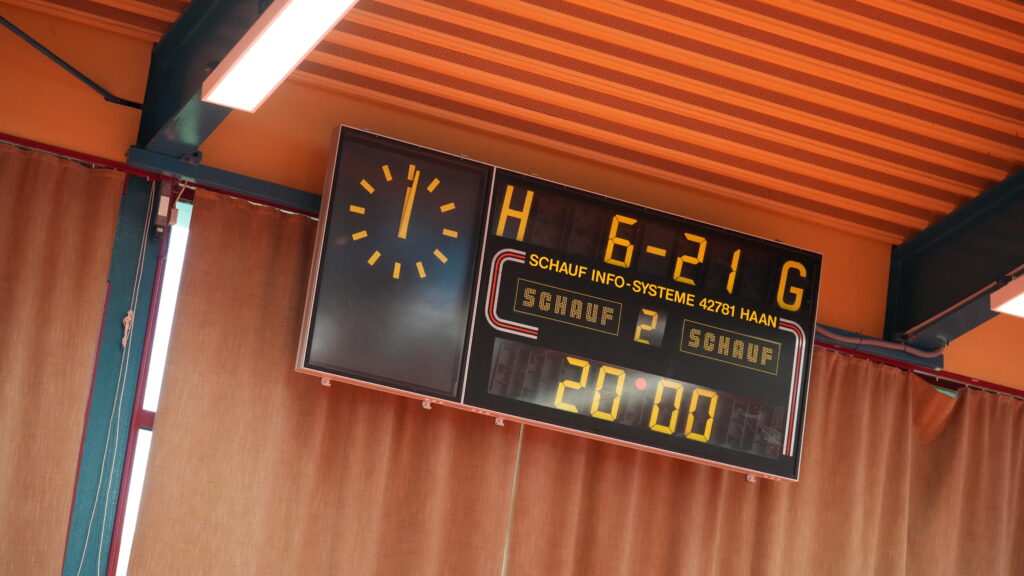 H 6-21 G
SCHAUF INFO-SYSTEME 42781 HAAN
SCHAUF 2 SCHAUF
20:00